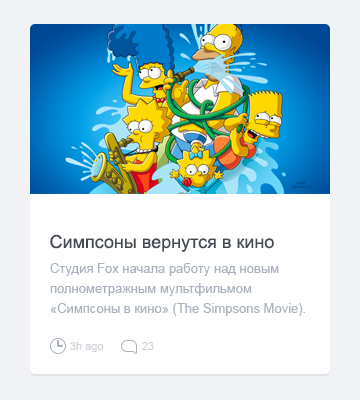 Симпсоны вернутся в кино
Студия Fox начала работу над новым
полнометражным мультфильмом
«Симпсоны в кино» (The Simpsons Movie).
3h ago 23